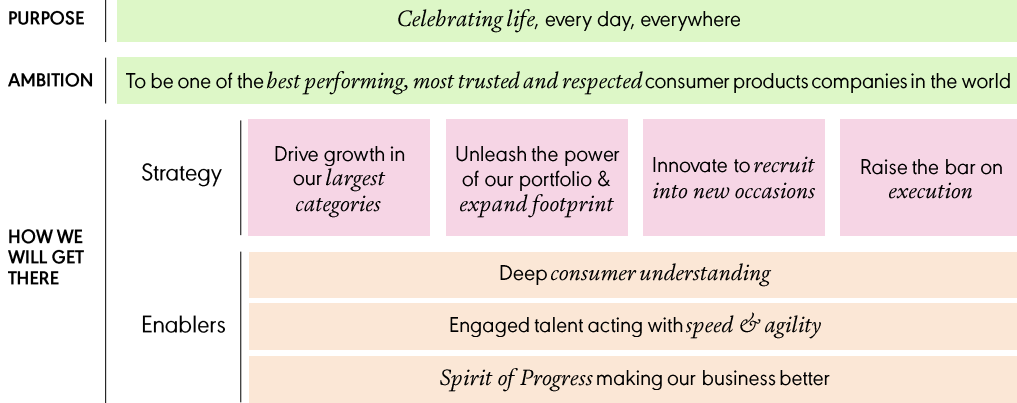 PURPOSE
Celebrating life, every day, everywhere
AMBITION
To be one of the best performing, most trusted and respected consumer products companies in the world
HOW WE
WILL GET
THERE
Strategy
Drive growth in
our largest
categories
Unleash the power
of our portfolio &
expand footprint
Innovate to recruit
into new occasions
Raise the bar on
execution
Enablers
Deep consumer understanding
Engaged talent acting with speed & agility
Spirit of Progress making our business better